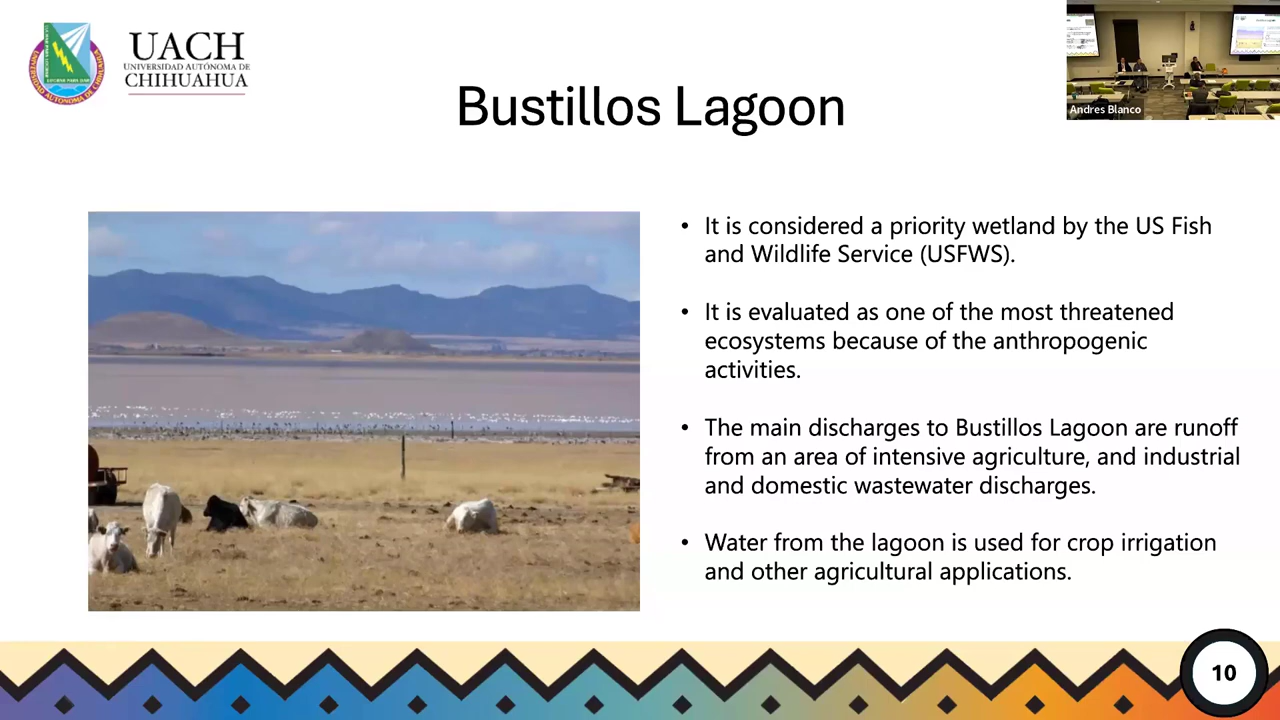 UACH
UNIVERSIDAD AUTÓNOMA DE
CHIHUAHUA
Bustillos Lagoon
Andres Blanco
• It is considered a priority wetland by the US Fish
and Wildlife Service (USFWS).
• It is evaluated as one of the most threatened
ecosystems because of the anthropogenic
activities.
• The main discharges to Bustillos Lagoon are runoff
from an area of intensive agriculture, and industrial
and domestic wastewater discharges.
• Water from the lagoon is used for crop irrigation
and other agricultural applications.
10